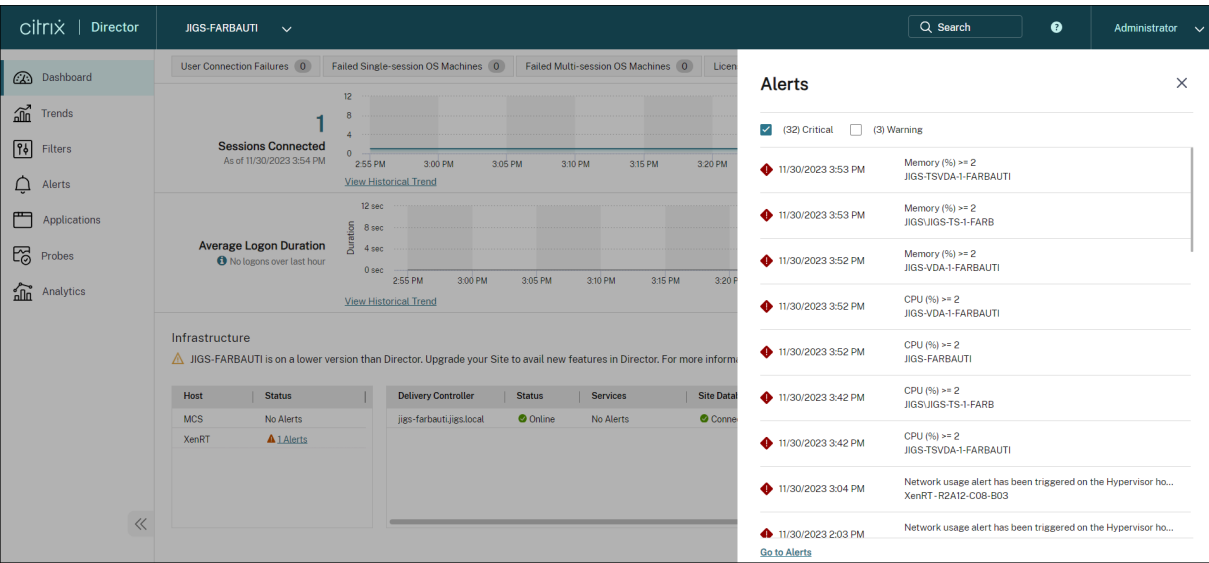 citrix | Director
JIGS-FARBAUTI
Search
Administrator
Dashboard
Trends
Filters
Alerts
Applications
Probes
Analytics
User Connection Failures 0
Failed Single-session OS Machines 0
Failed Multi-session OS Machines 0
Licen
1
Sessions Connected
As of 11/30/2023 3:54 PM
12
8
4
0
2:55 PM 3:00 PM 3:05 PM 3:10 PM 3:15 PM 3:20 PM
View Historical Trend
Average Logon Duration
No logons over last hour
Duration
12 sec
8 sec
4 sec
0 sec
2:55 PM 3:00 PM 3:05 PM 3:10 PM 3:15 PM 3:20 P
View Historical Trend
Infrastructure
JIGS-FARBAUTI is on a lower version than Director. Upgrade your Site to avail new features in Director. For more informa
Host Status
MCS No Alerts
XenRT 1 Alerts
Delivery Controller Status Services Site Datal
jigs-farbauti.jigs.local Online No Alerts Conne
Alerts
(32) Critical (3) Warning
11/30/2023 3:53 PM
Memory (%) >= 2
JIGS-TSVDA-1-FARBAUTI
11/30/2023 3:53 PM
Memory (%) >= 2
JIGS\JIGS-TS-1-FARB
11/30/2023 3:52 PM
Memory (%) >= 2
JIGS-VDA-1-FARBAUTI
11/30/2023 3:52 PM
CPU (%) >= 2
JIGS-VDA-1-FARBAUTI
11/30/2023 3:52 PM
CPU (%) >= 2
JIGS-FARBAUTI
11/30/2023 3:42 PM
CPU (%) >= 2
JIGS\JIGS-TS-1-FARB
11/30/2023 3:42 PM
CPU (%) >= 2
JIGS-TSVDA-1-FARBAUTI
11/30/2023 3:04 PM
Network usage alert has been triggered on the Hypervisor ho...
XenRT - R2A12-C08-B03
11/30/2023 2:03 PM
Network usage alert has been triggered on the Hypervisor ho...
Go to Alerts